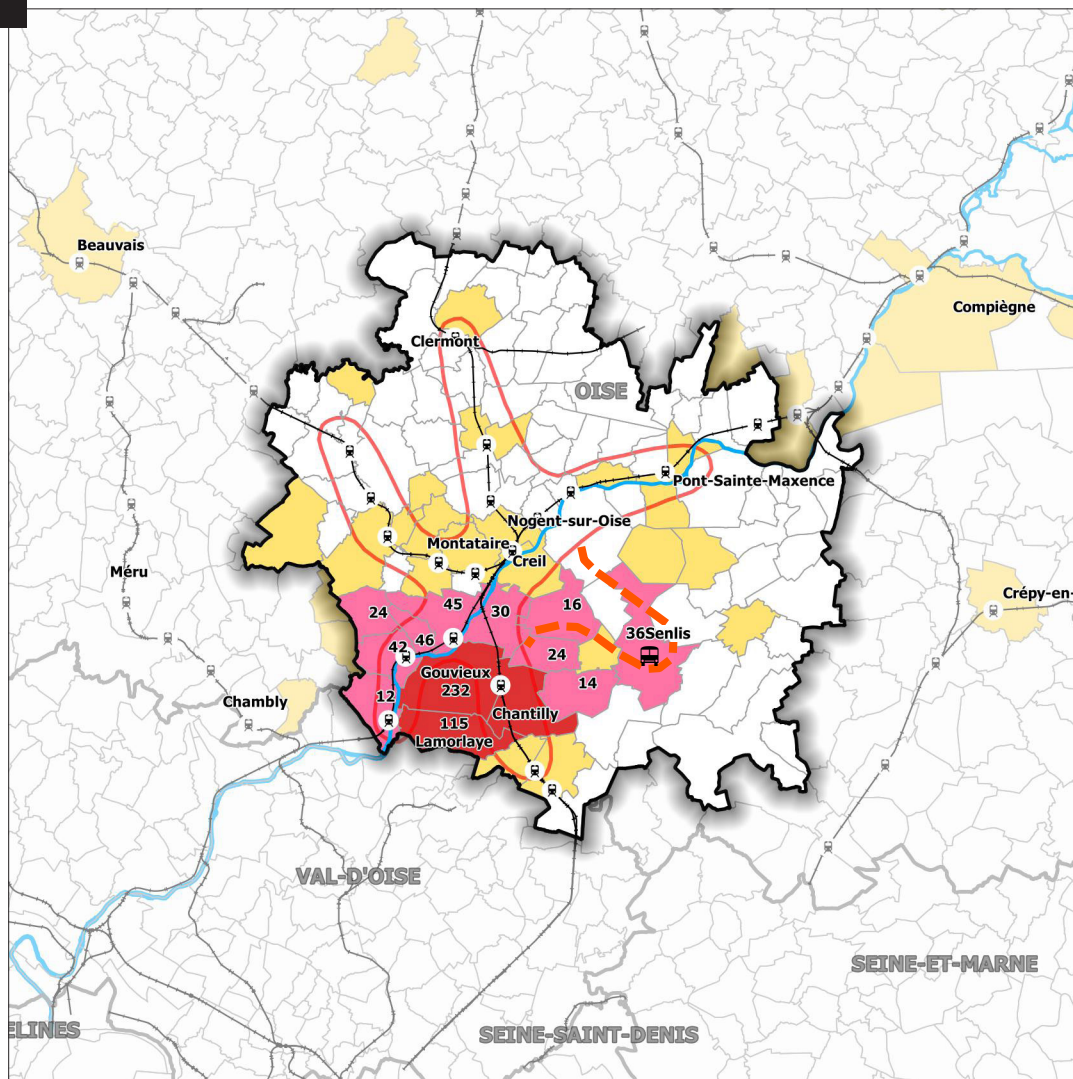 Beauvais
Compiègne
Clermont
OISE
Pont-Sainte-Maxence
Nogent-sur-Oise
Montataire
Creil
Méru
Crépy-en-
24
45
30
16
42
46
36Senlis
24
Gouvieux
232
14
12
Chambly
Chantilly
115
Lamorlaye
VAL-D'OISE
SEINE-ET-MARNE
ELINES
SEINE-SAINT-DENIS